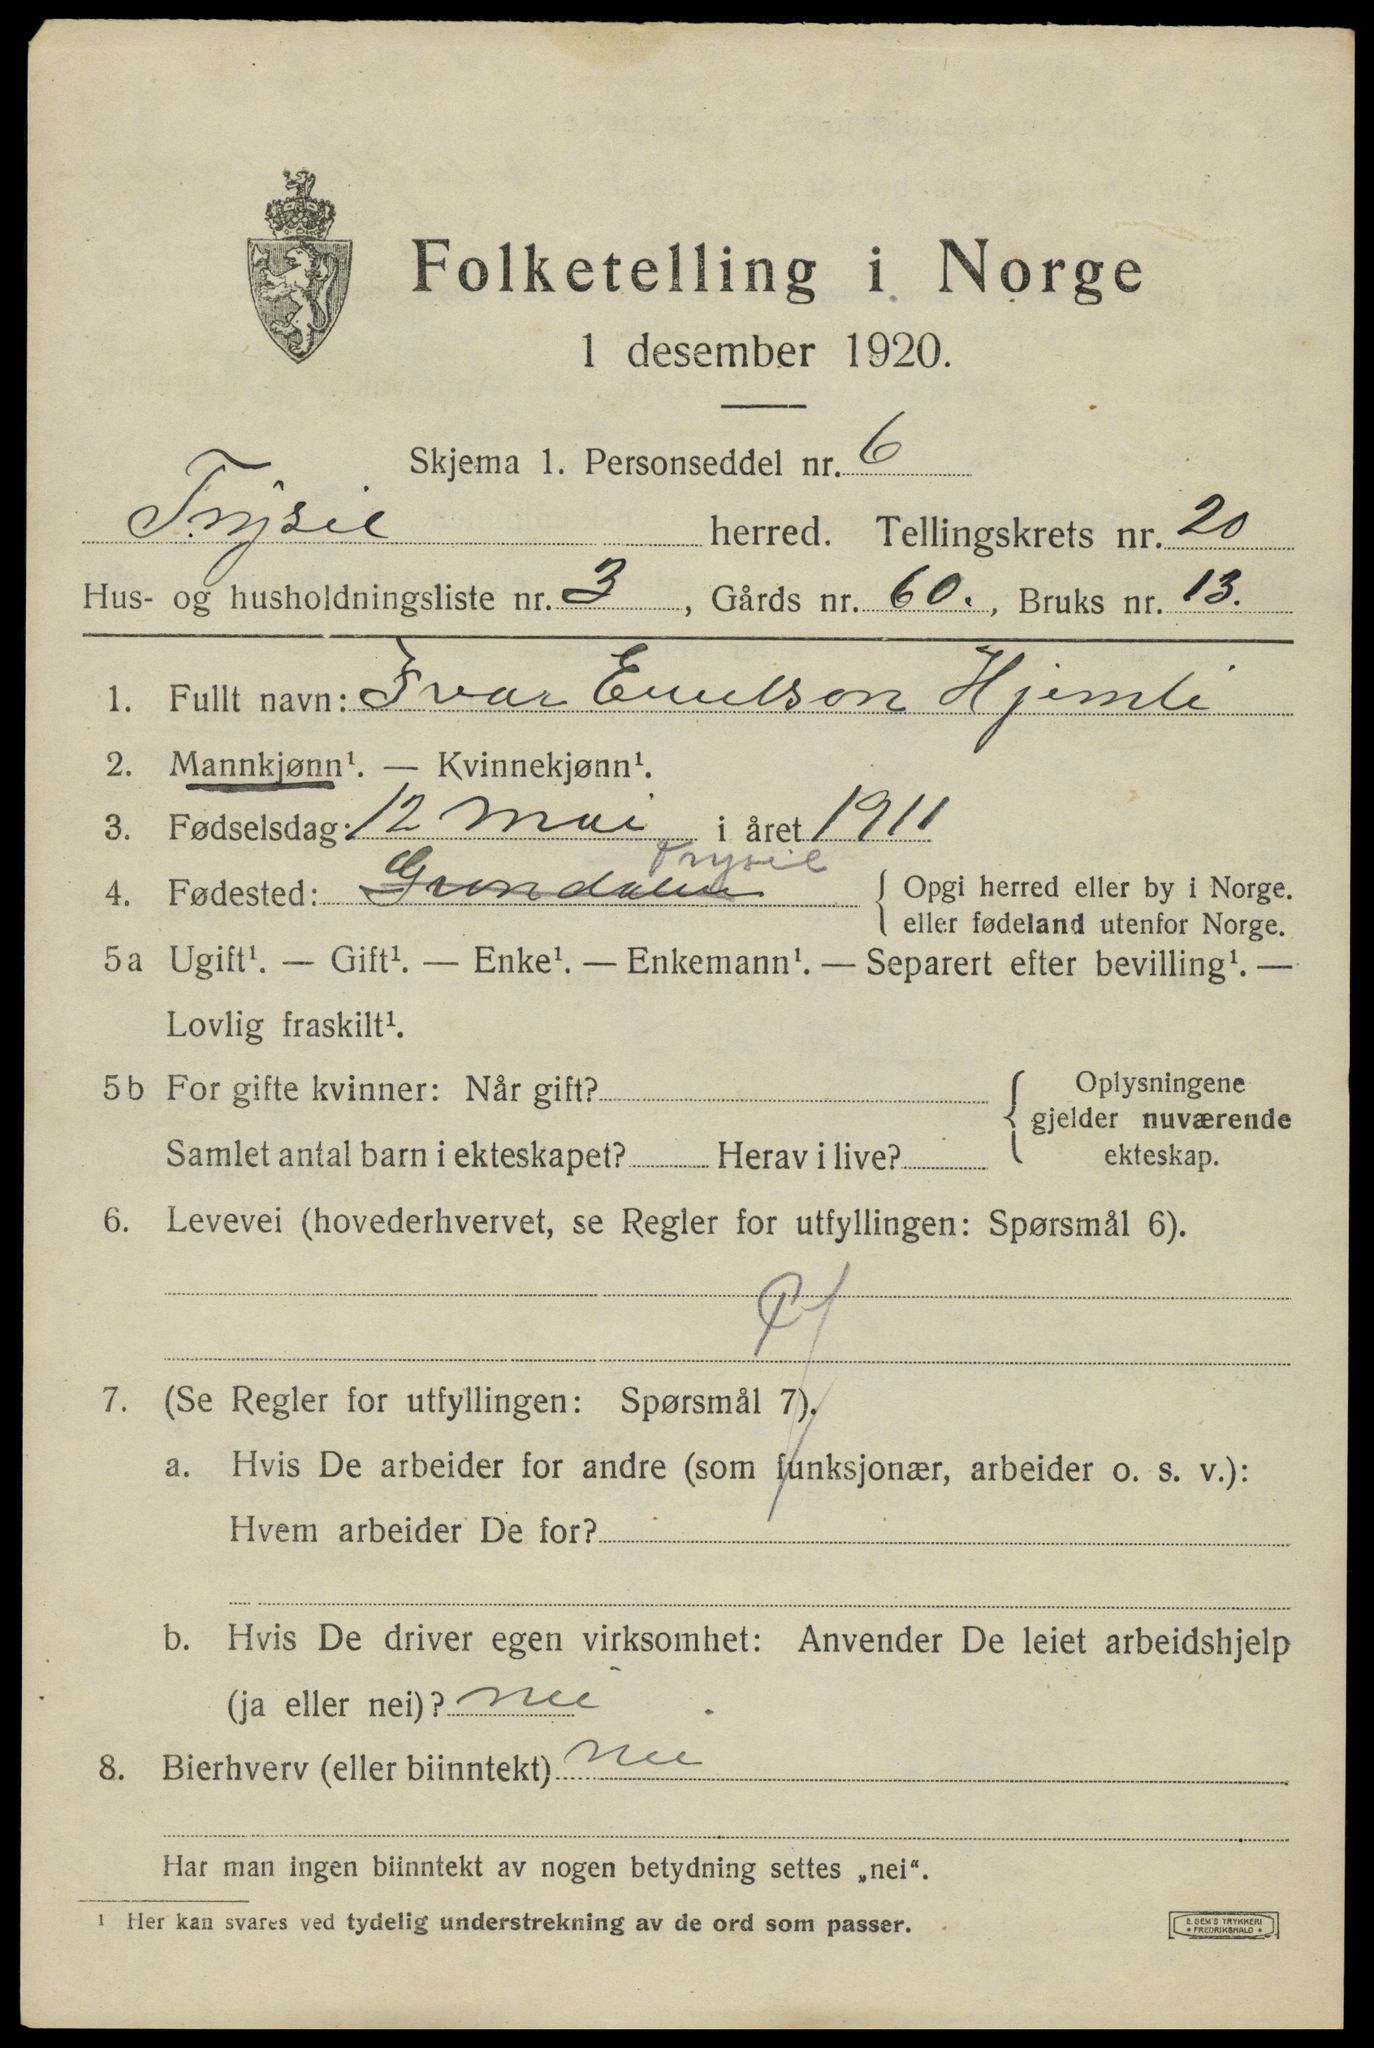 Folketelling i Norge
1 desember 1920.
Skjema 1. Personseddel nr. 6
Trysil herred. Tellingskrets nr. 20
Hus- og husholdningsliste nr. 3, Gårds nr. 60., Bruks nr. 13.
1. Fullt navn: Ivar Emilson Hjemli
2. Mannkjønn¹. — Kvinnekjønn¹.
3. Fødselsdag: 12 mai i året 1911
Trysil
4. Fødested: Grøndalen { Opgi herred eller by i Norge.
eller fødeland utenfor Norge.
5a Ugift¹. — Gift¹. — Enke¹. — Enkemann¹. — Separert efter bevilling¹. —
Lovlig fraskilt¹.
5b For gifte kvinner: Når gift? { Oplysningene
gjelder nuværende
Samlet antal barn i ekteskapet? Herav i live? ekteskap.
6. Levevei (hovederhvervet, se Regler for utfyllingen: Spørsmål 6).
7. (Se Regler for utfyllingen: Spørsmål 7).
a. Hvis De arbeider for andre (som funksjonær, arbeider o. s. v.):
Hvem arbeider De for?
b. Hvis De driver egen virksomhet: Anvender De leiet arbeidshjelp
(ja eller nei)? nei
8. Bierhverv (eller biinntekt) nei
Har man ingen biinntekt av nogen betydning settes „nei“.
¹ Her kan svares ved tydelig understrekning av de ord som passer.
E. SEM'S TRYKKERI
• FREDRIKSHALD •